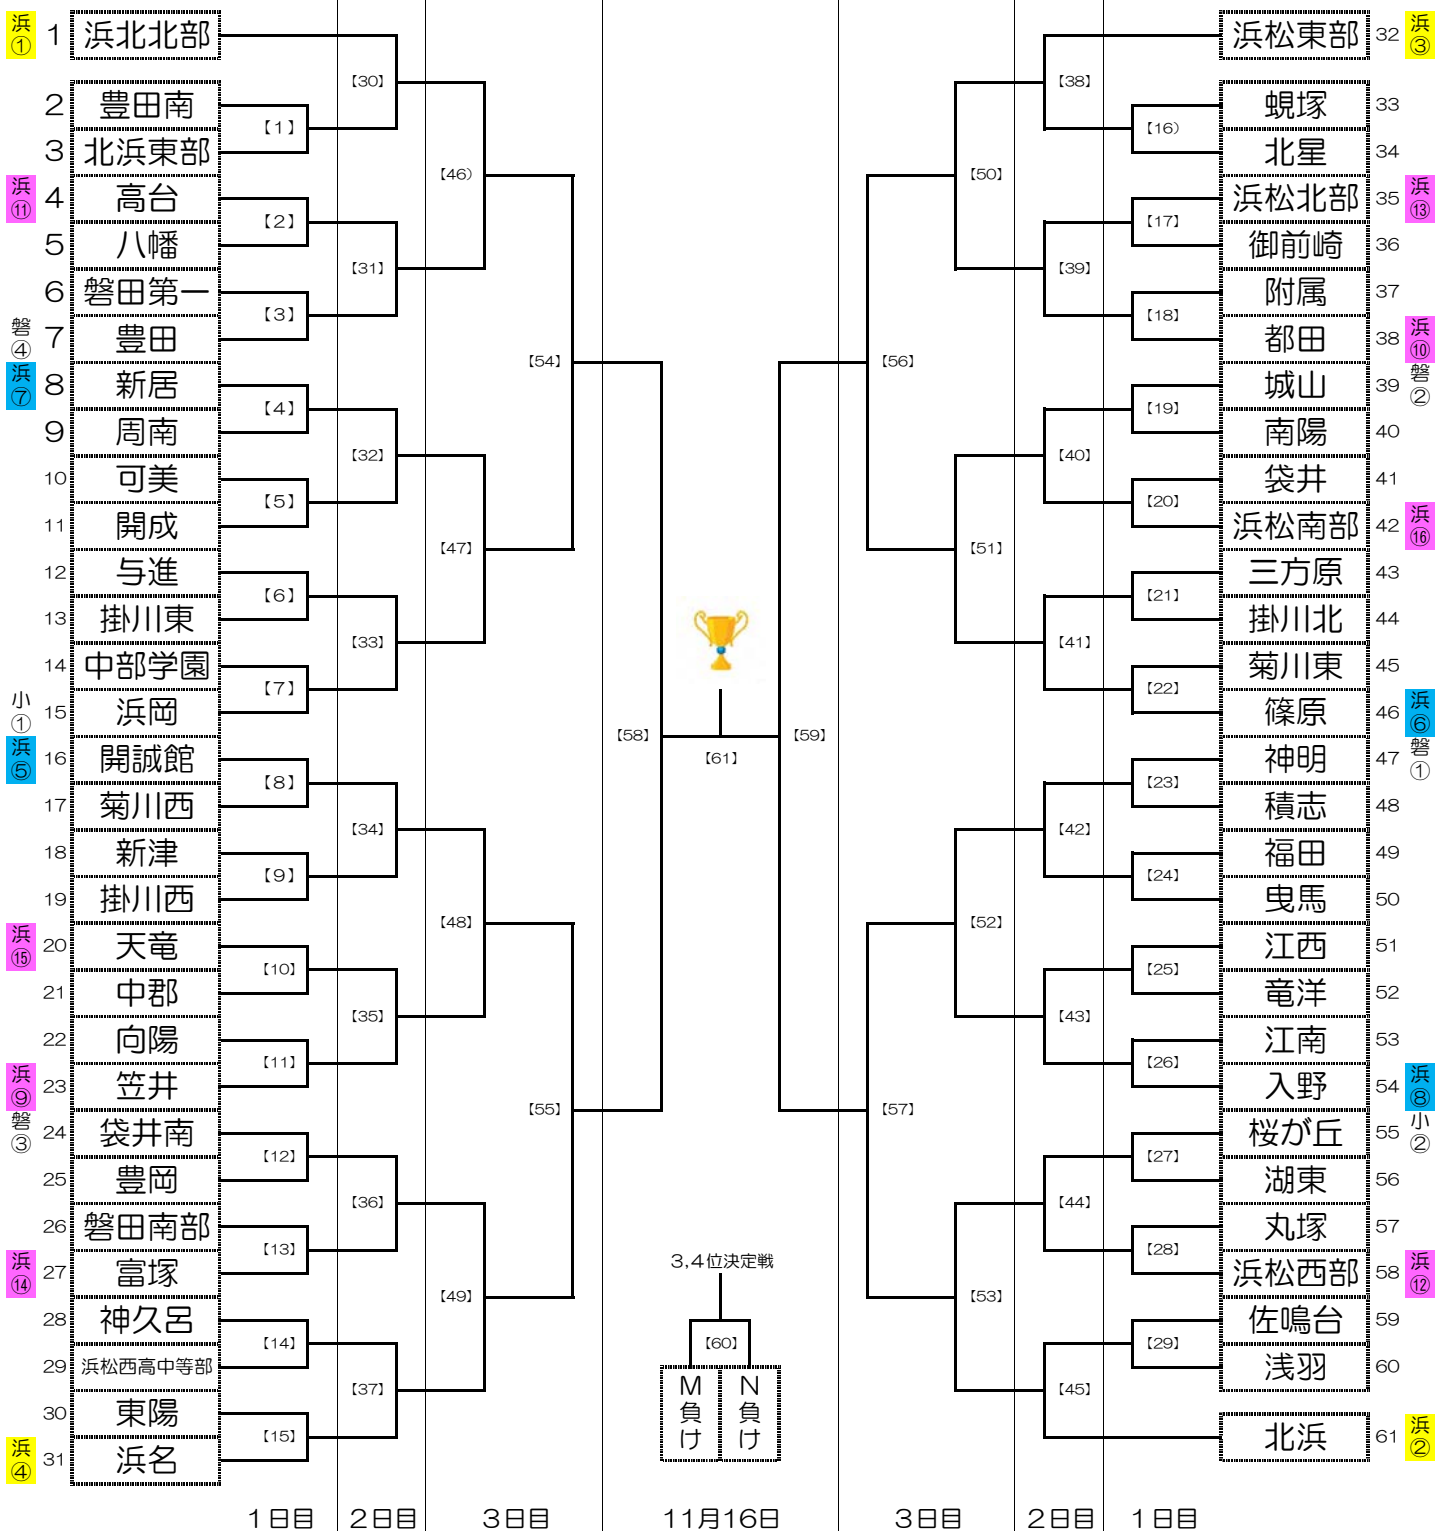 浜① 1 浜北北部
2 豊田南
【1】
3 北浜東部
【30】
浜⑪ 4 高台
【2】
5 八幡
6 磐田第一
【3】
磐④ 7 豊田
【31】
【46）
浜⑦ 8 新居
【4】
9 周南
10 可美
【5】
11 開成
【32】
12 与進
【6】
13 掛川東
14 中部学園
【7】
小① 15 浜岡
【33】
【47】
【54】
浜⑤ 16 開誠館
【8】
17 菊川西
18 新津
【9】
19 掛川西
【34】
浜⑮ 20 天竜
【10】
21 中郡
22 向陽
【11】
浜⑨ 23 笠井
【35】
【48】
磐③ 24 袋井南
【12】
25 豊岡
26 磐田南部
【13】
浜⑭ 27 富塚
【36】
28 神久呂
【14】
29 浜松西高中等部
30 東陽
【15】
浜④ 31 浜名
【37】
【49】
【55】
【58】
【61】
【59】
3,4位決定戦
【60】
M負け
N負け
浜松東部 32 浜③
蜆塚 33
【16）
北星 34
【38】
浜松北部 35 浜⑬
【17】
御前崎 36
附属 37
【18】
都田 38 浜⑩
【39】
【50】
城山 39 磐②
【19】
南陽 40
袋井 41
【20】
浜松南部 42 浜⑯
【40】
三方原 43
【21】
掛川北 44
菊川東 45
【22】
篠原 46 浜⑥
【41】
【51】
【56】
神明 47 磐①
【23】
積志 48
福田 49
【24】
曳馬 50
【42】
江西 51
【25】
竜洋 52
江南 53
【26】
入野 54 浜⑧
【43】
【52】
桜が丘 55 小②
【27】
湖東 56
丸塚 57
【28】
浜松西部 58 浜⑫
【44】
佐鳴台 59
【29】
浅羽 60
北浜 61 浜②
【45】
【53】
【57】
1日目 2日目 3日目 11月16日 3日目 2日目 1日目